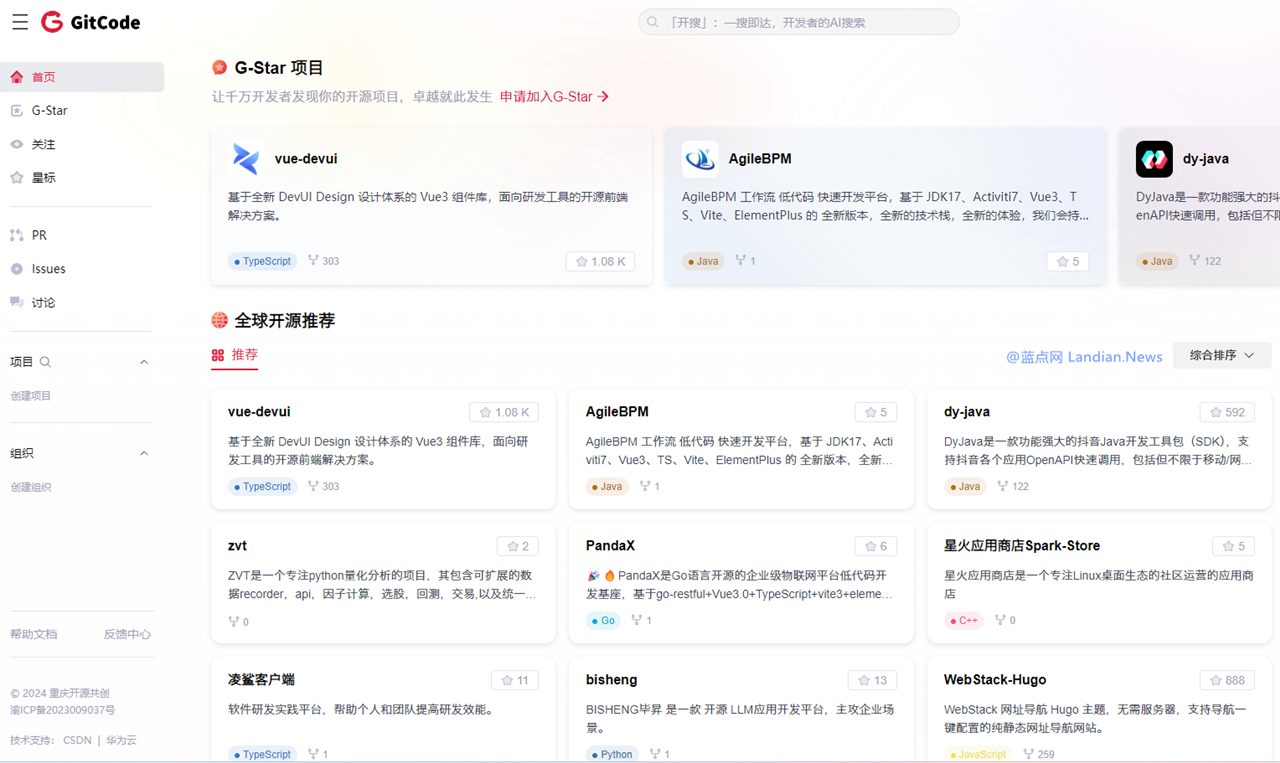 GitCode
「开搜」：一搜即达，开发者的AI搜索
首页
G-Star
关注
星标
PR
Issues
讨论
项目
创建项目
组织
创建组织
帮助文档 反馈中心
© 2024 重庆开源共创
渝ICP备2023009037号
技术支持： CSDN | 华为云
G-Star 项目
让千万开发者发现你的开源项目，卓越就此发生 申请加入G-Star
vue-devui
基于全新 DevUI Design 设计体系的 Vue3 组件库，面向研发工具的开源前端
解决方案。
TypeScript 303 1.08 K
AgileBPM
AgileBPM 工作流 低代码 快速开发平台，基于 JDK17、Activiti7、Vue3、T
S、Vite、ElementPlus 的 全新版本，全新的技术栈，全新的体验，我们会持...
Java 1 5
dy-java
DyJava是一款功能强大的抖
enAPI快速调用，包括但不限
Java 122
全球开源推荐
推荐
@蓝点网 Landian.News
综合排序
vue-devui 1.08 K
基于全新 DevUI Design 设计体系的 Vue3 组件库，面向研
发工具的开源前端解决方案。
TypeScript 303
AgileBPM 5
AgileBPM 工作流 低代码 快速开发平台，基于 JDK17、Acti
viti7、Vue3、TS、Vite、ElementPlus 的 全新版本，全新...
Java 1
dy-java 592
DyJava是一款功能强大的抖音Java开发工具包（SDK），支
持抖音各个应用OpenAPI快速调用，包括但不限于移动/网...
Java 122
zvt 2
ZVT是一个专注python量化分析的项目，其包含可扩展的数
据recorder，api，因子计算，选股，回测，交易,以及统一...
0
PandaX 6
🎉 🔥 PandaX是Go语言开源的企业级物联网平台低代码开
发基座，基于go-restful+Vue3.0+TypeScript+vite3+eleme...
Go 1
星火应用商店Spark-Store 5
星火应用商店是一个专注Linux桌面生态的社区运营的应用商
店
C++ 0
凌鲨客户端 11
软件研发实践平台，帮助个人和团队提高研发效能。
TypeScript 1
bisheng 13
BISHENG毕昇 是一款 开源 LLM应用开发平台，主攻企业场
景。
Python 1
WebStack-Hugo 888
WebStack 网址导航 Hugo 主题，无需服务器，支持导航一
键配置的纯静态网址导航网站。
JavaScript 259